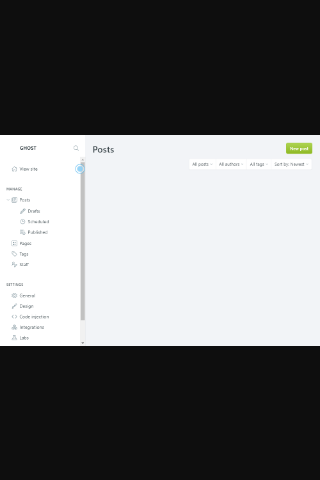 GHOST
View site
MANAGE
Posts
Drafts
Scheduled
Published
Pages
Tags
Staff
SETTINGS
General
Design
Code injection
Integrations
Labs
Posts
New post
All posts
All authors
All tags
Sort by: Newest